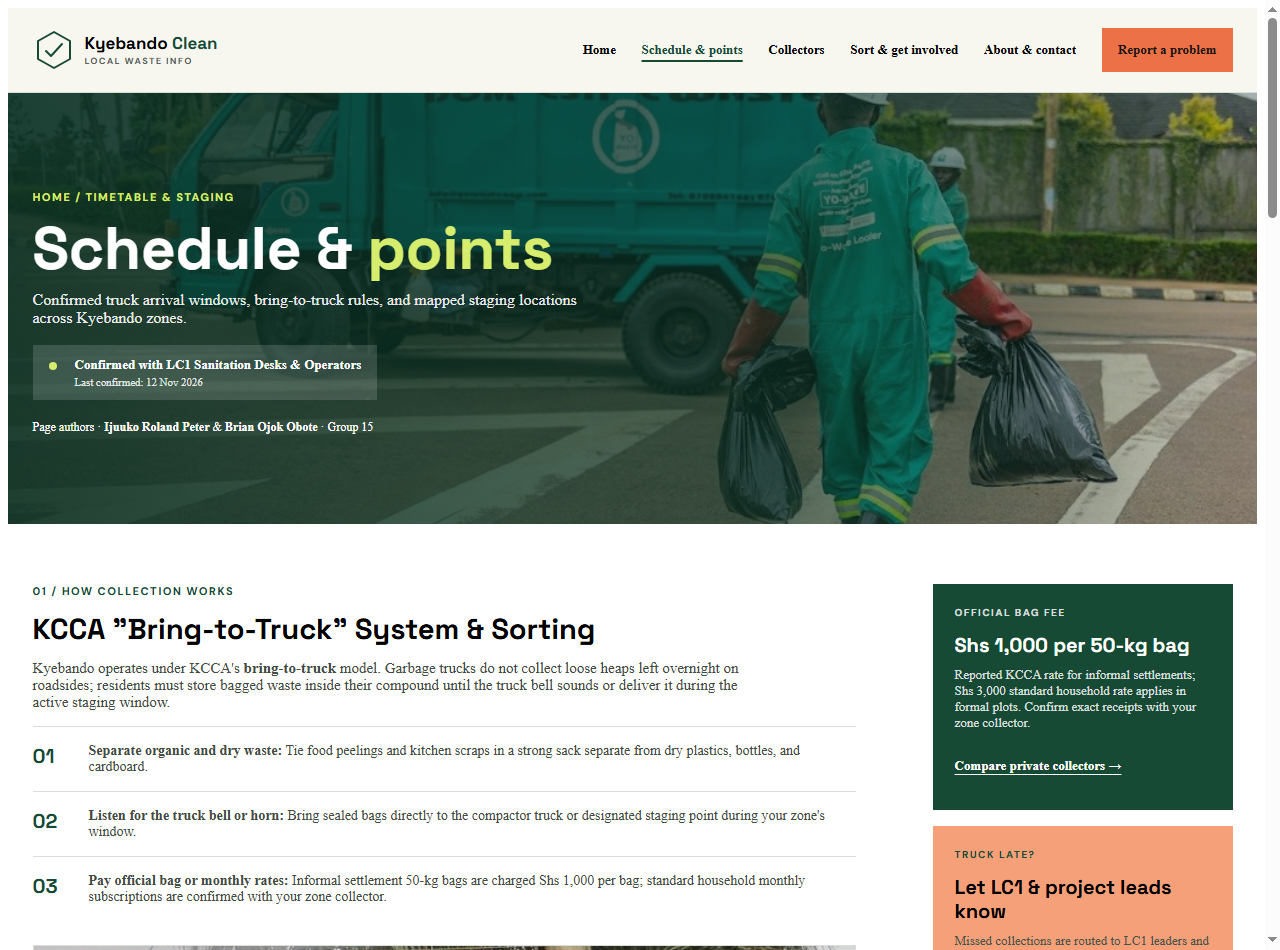 Kyebando Clean
LOCAL WASTE INFO
Home
Schedule & points
Collectors
Sort & get involved
About & contact
Report a problem
HOME / TIMETABLE & STAGING
Schedule & points
Confirmed truck arrival windows, bring-to-truck rules, and mapped staging locations
across Kyebando zones.
Confirmed with LC1 Sanitation Desks & Operators
Last confirmed: 12 Nov 2026
Page authors · Ijuuko Roland Peter & Brian Ojok Obote · Group 15
01 / HOW COLLECTION WORKS
KCCA ”Bring-to-Truck” System & Sorting
Kyebando operates under KCCA's bring-to-truck model. Garbage trucks do not collect loose heaps left overnight on
roadsides; residents must store bagged waste inside their compound until the truck bell sounds or deliver it during the
active staging window.
01
Separate organic and dry waste: Tie food peelings and kitchen scraps in a strong sack separate from dry plastics, bottles, and
cardboard.
02
Listen for the truck bell or horn: Bring sealed bags directly to the compactor truck or designated staging point during your zone's
window.
03
Pay official bag or monthly rates: Informal settlement 50-kg bags are charged Shs 1,000 per bag; standard household monthly
subscriptions are confirmed with your zone collector.
OFFICIAL BAG FEE
Shs 1,000 per 50-kg bag
Reported KCCA rate for informal settlements;
Shs 3,000 standard household rate applies in
formal plots. Confirm exact receipts with your
zone collector.
Compare private collectors →
TRUCK LATE?
Let LC1 & project leads
know
Missed collections are routed to LC1 leaders and